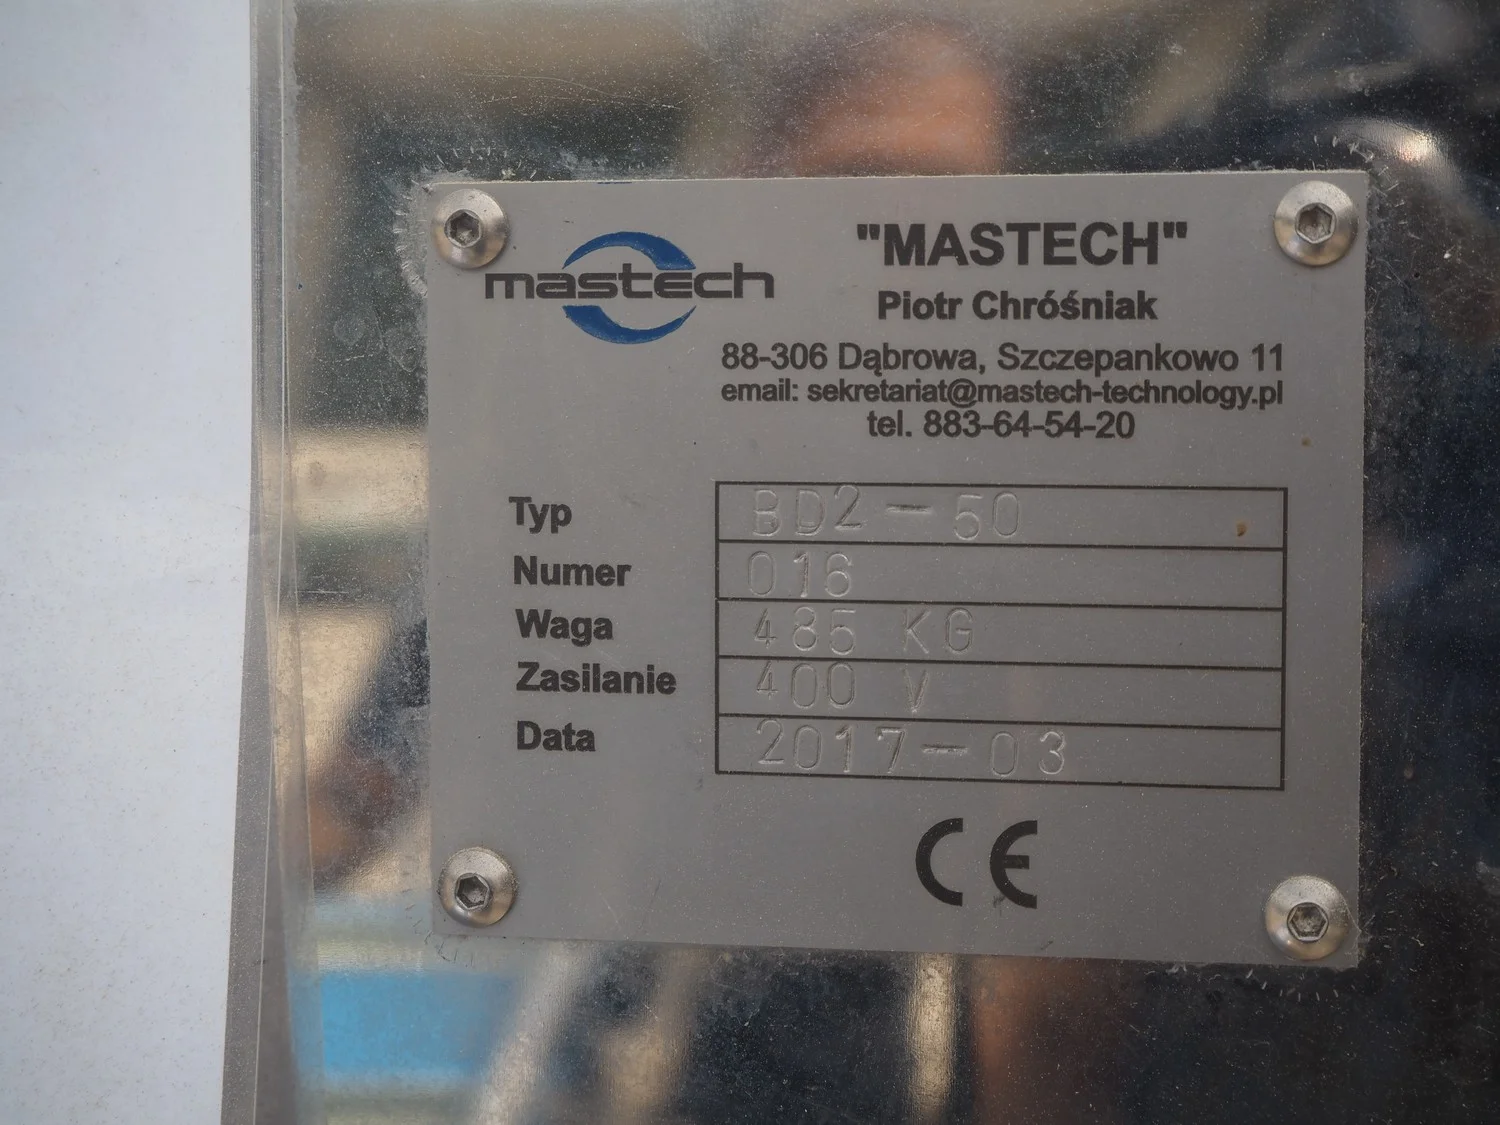 mastech
"MASTECH"
Piotr Chróśniak
88-306 Dąbrowa, Szczepankowo 11
email: sekretariat@mastech-technology.pl
tel. 883-64-54-20
Typ BD2-50
Numer 016
Waga 485 KG
Zasilanie 400 V
Data 2017-03
CE